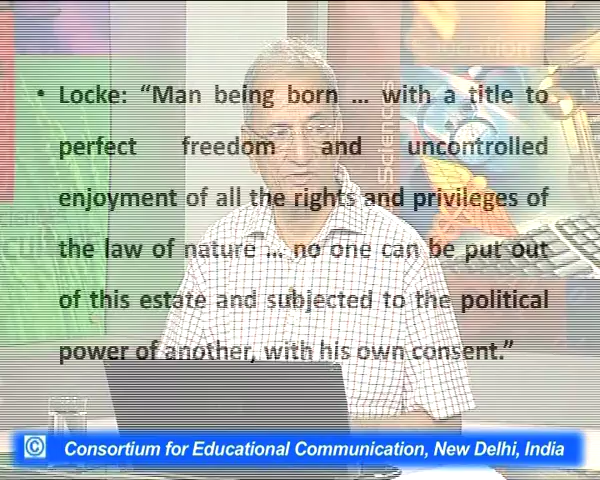 • Locke: “Man being born ... with a title to
perfect freedom and uncontrolled
enjoyment of all the rights and privileges of
the law of nature ... no one can be put out
of this estate and subjected to the political
power of another, with his own consent.”
education
Sciences
© Consortium for Educational Communication, New Delhi, India